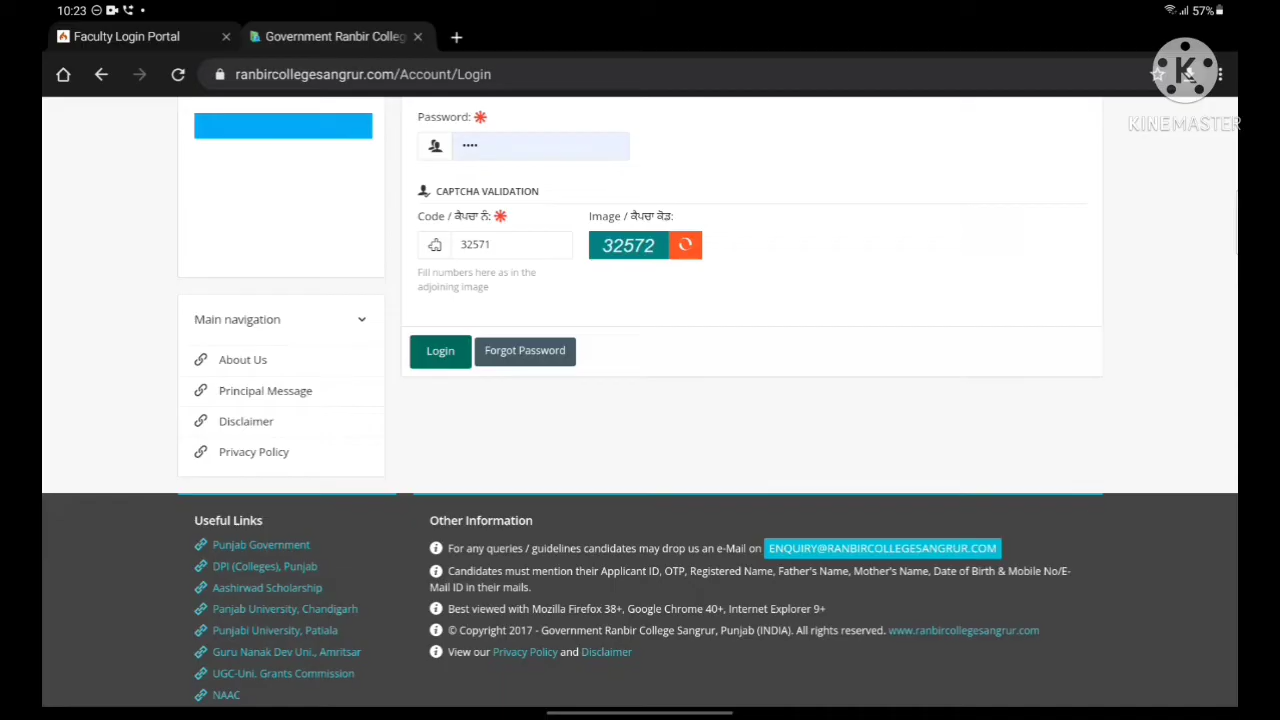 10:23
57%
Faculty Login Portal
Government Ranbir Colleg
ranbircollegesangrur.com/Account/Login
K
KINEMASTER
Password:
••••
CAPTCHA VALIDATION
Code / ਕੈਪਚਾ ਨੰ:
Image / ਕੈਪਚਾ ਕੋਡ:
32571
32572
Fill numbers here as in the
adjoining image
Login
Forgot Password
Main navigation
About Us
Principal Message
Disclaimer
Privacy Policy
Useful Links
Punjab Government
DPI (Colleges), Punjab
Aashirwad Scholarship
Panjab University, Chandigarh
Punjabi University, Patiala
Guru Nanak Dev Uni., Amritsar
UGC-Uni. Grants Commission
NAAC
Other Information
For any queries / guidelines candidates may drop us an e-Mail on ENQUIRY@RANBIRCOLLEGESANGRUR.COM
Candidates must mention their Applicant ID, OTP, Registered Name, Father's Name, Mother's Name, Date of Birth & Mobile No/E-
Mail ID in their mails.
Best viewed with Mozilla Firefox 38+, Google Chrome 40+, Internet Explorer 9+
© Copyright 2017 - Government Ranbir College Sangrur, Punjab (INDIA). All rights reserved. www.ranbircollegesangrur.com
View our Privacy Policy and Disclaimer